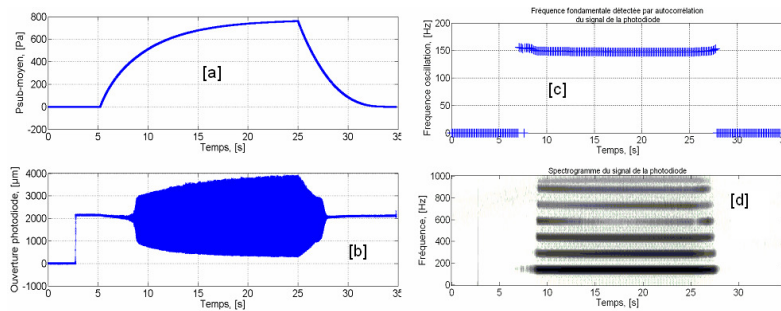 Psub-moyen, [Pa]
800
600
400
200
0
200
0 5 10 15 20 25 30 35
Temps, [s]
[a]
Ouverture photodiode, [µm]
4000
3000
2000
1000
0
-1000
0 5 10 15 20 25 30 35
Temps, [s]
[b]
Fréquence fondamentale détectée par autocorrélation
du signal de la photodiode
Frequence oscillation, [Hz]
200
150
100
50
0
0 5 10 15 20 25 30
Temps, [s]
[c]
Spectrogramme du signal de la photodiode
Fréquence, [Hz]
1000
800
600
400
200
0
0 5 10 15 20 25 30
Temps, [s]
[d]